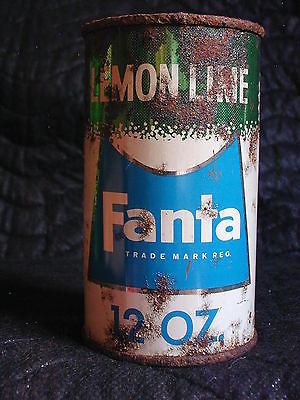 LEMON LIME
Fanta
TRADE MARK REG.
12 OZ.